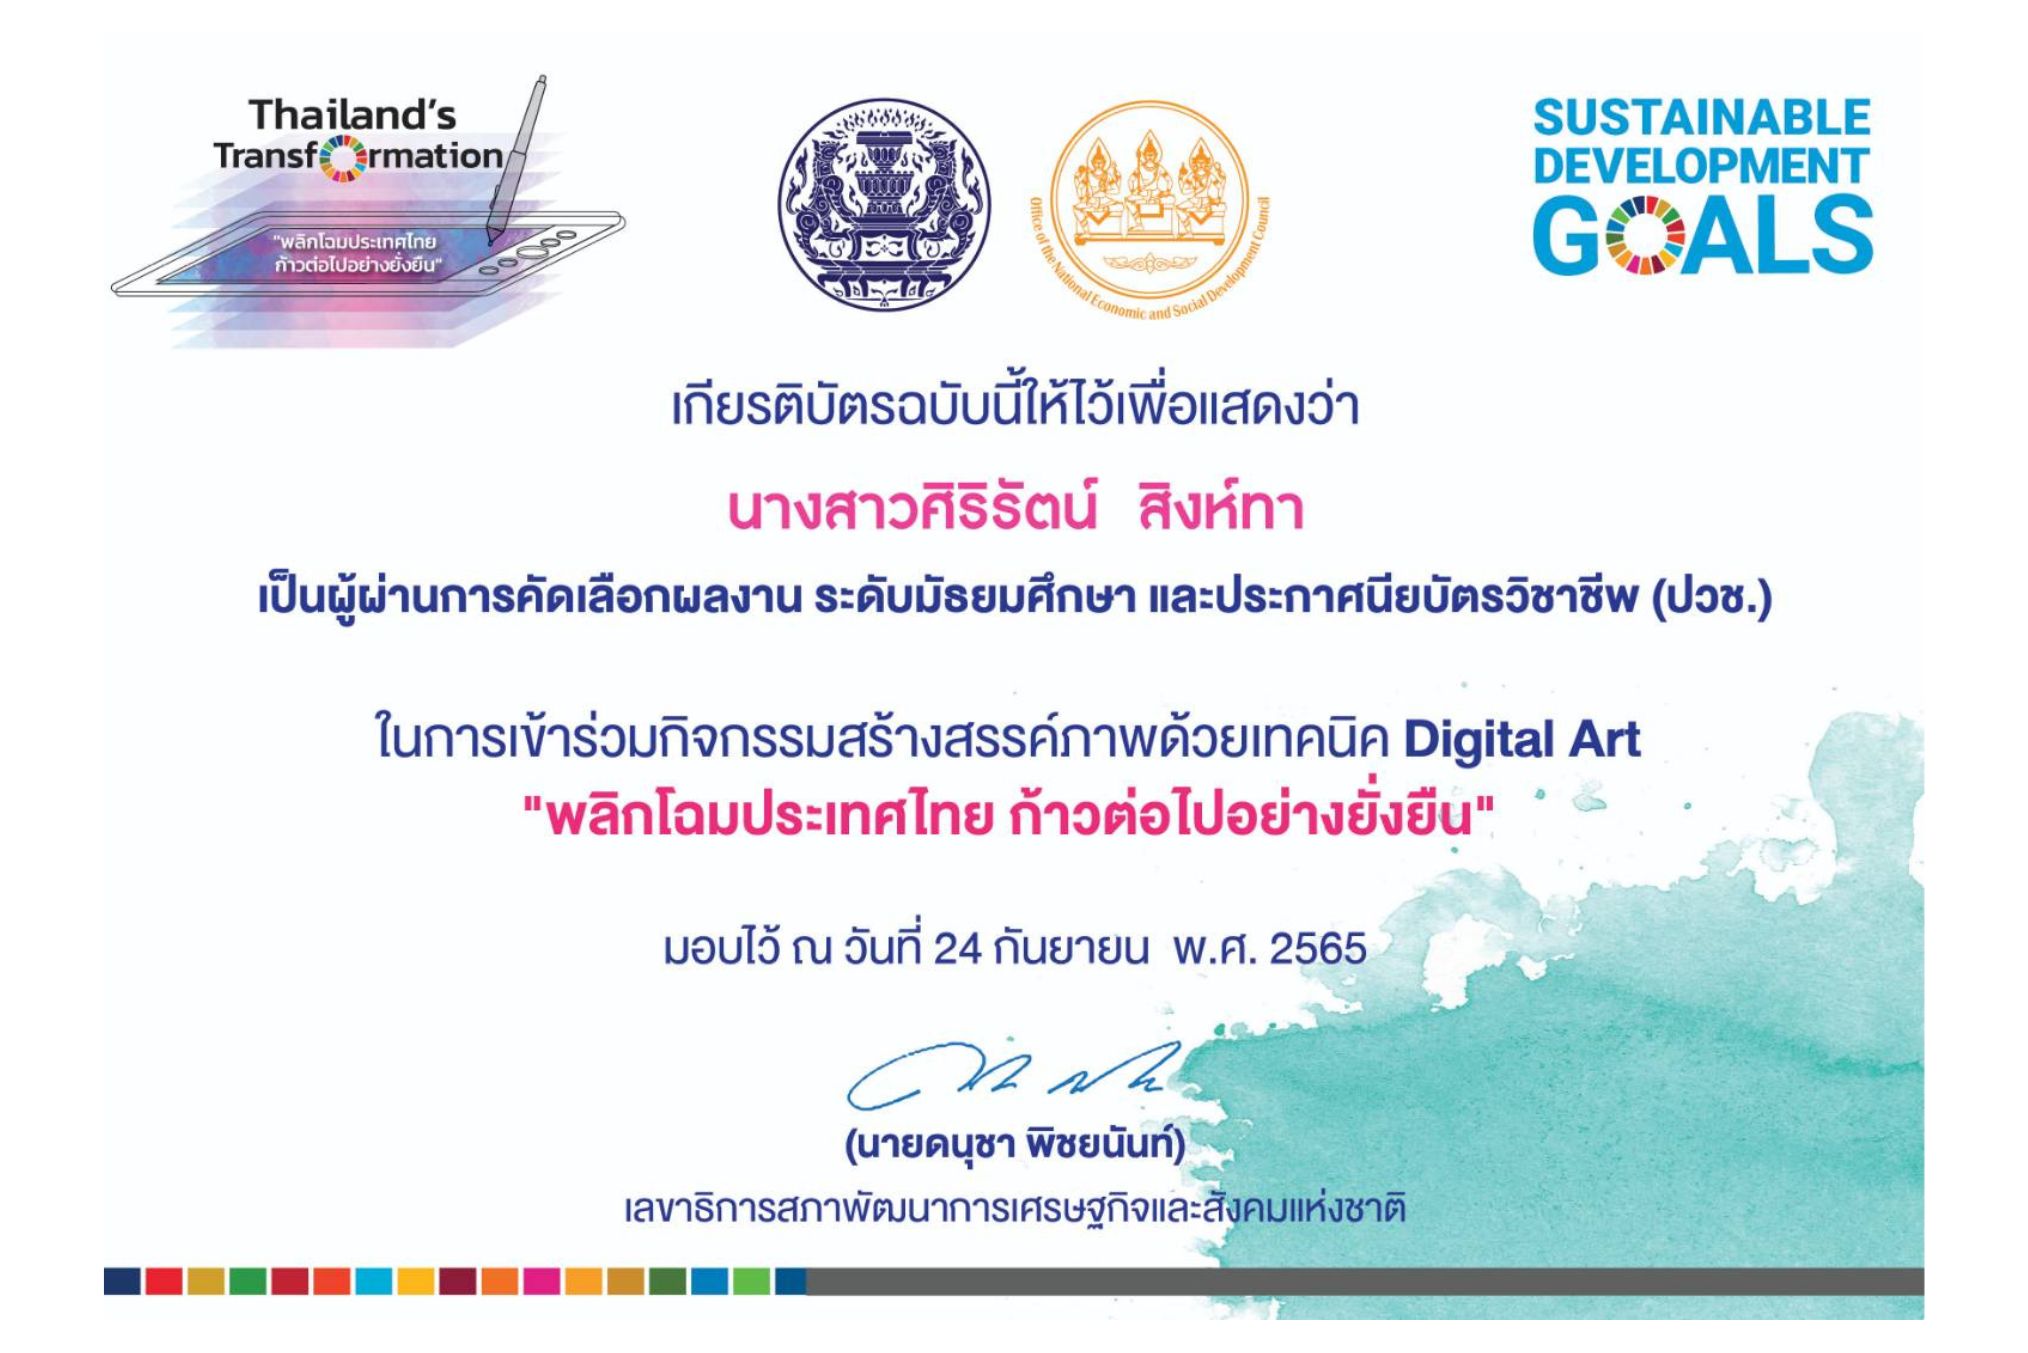 Thailand's
Transformation
"พลิกโฉมประเทศไทย
ก้าวต่อไปอย่างยั่งยืน"
Office of the National Economic and Social Development Council
SUSTAINABLE
DEVELOPMENT
GOALS
เกียรติบัตรฉบับนี้ให้ไว้เพื่อแสดงว่า
นางสาวศิริรัตน์ สิงห์ทา
เป็นผู้ผ่านการคัดเลือกผลงาน ระดับมัธยมศึกษา และประกาศนียบัตรวิชาชีพ (ปวช.)
ในการเข้าร่วมกิจกรรมสร้างสรรค์ภาพด้วยเทคนิค Digital Art
"พลิกโฉมประเทศไทย ก้าวต่อไปอย่างยั่งยืน"
มอบไว้ ณ วันที่ 24 กันยายน พ.ศ. 2565
(นายดนุชา พิชยนันท์)
เลขาธิการสภาพัฒนาการเศรษฐกิจและสังคมแห่งชาติ